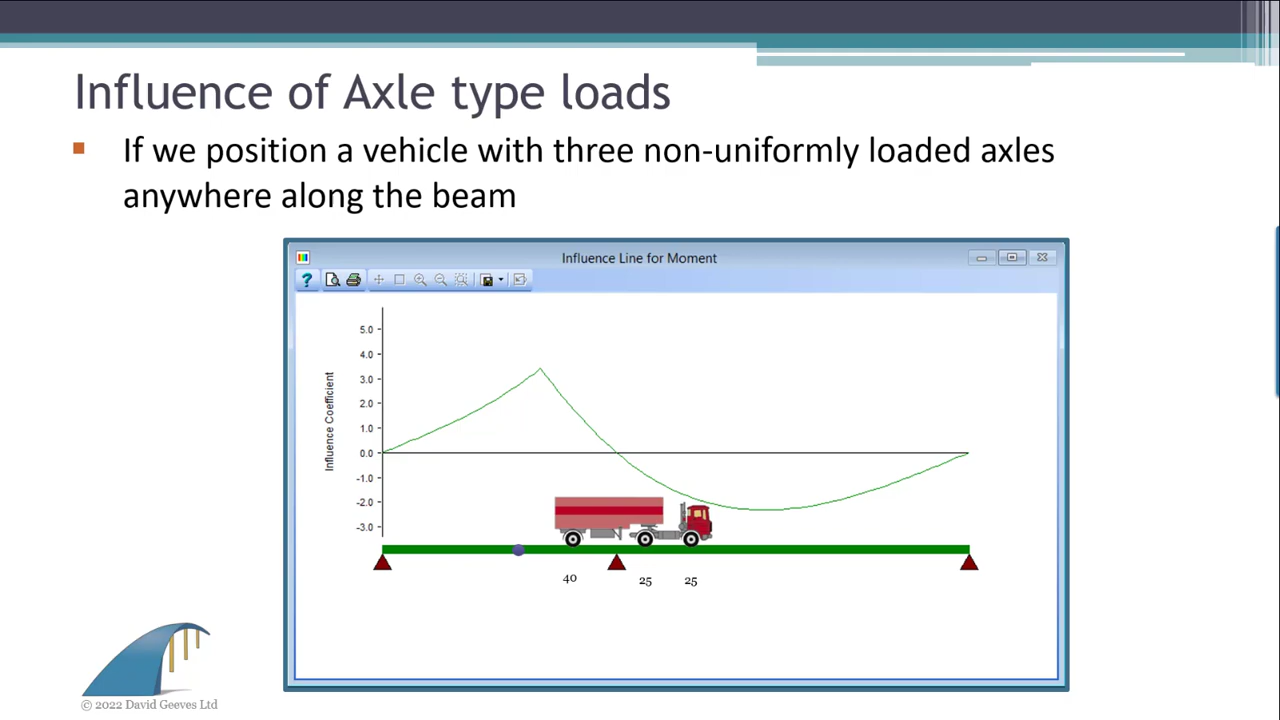 Influence of Axle type loads
If we position a vehicle with three non-uniformly loaded axles
anywhere along the beam
Influence Line for Moment
?
5.0
4.0
3.0
2.0
1.0
0.0
-1.0
-2.0
-3.0
Influence Coefficient
40
25
25
© 2022 David Geeves Ltd